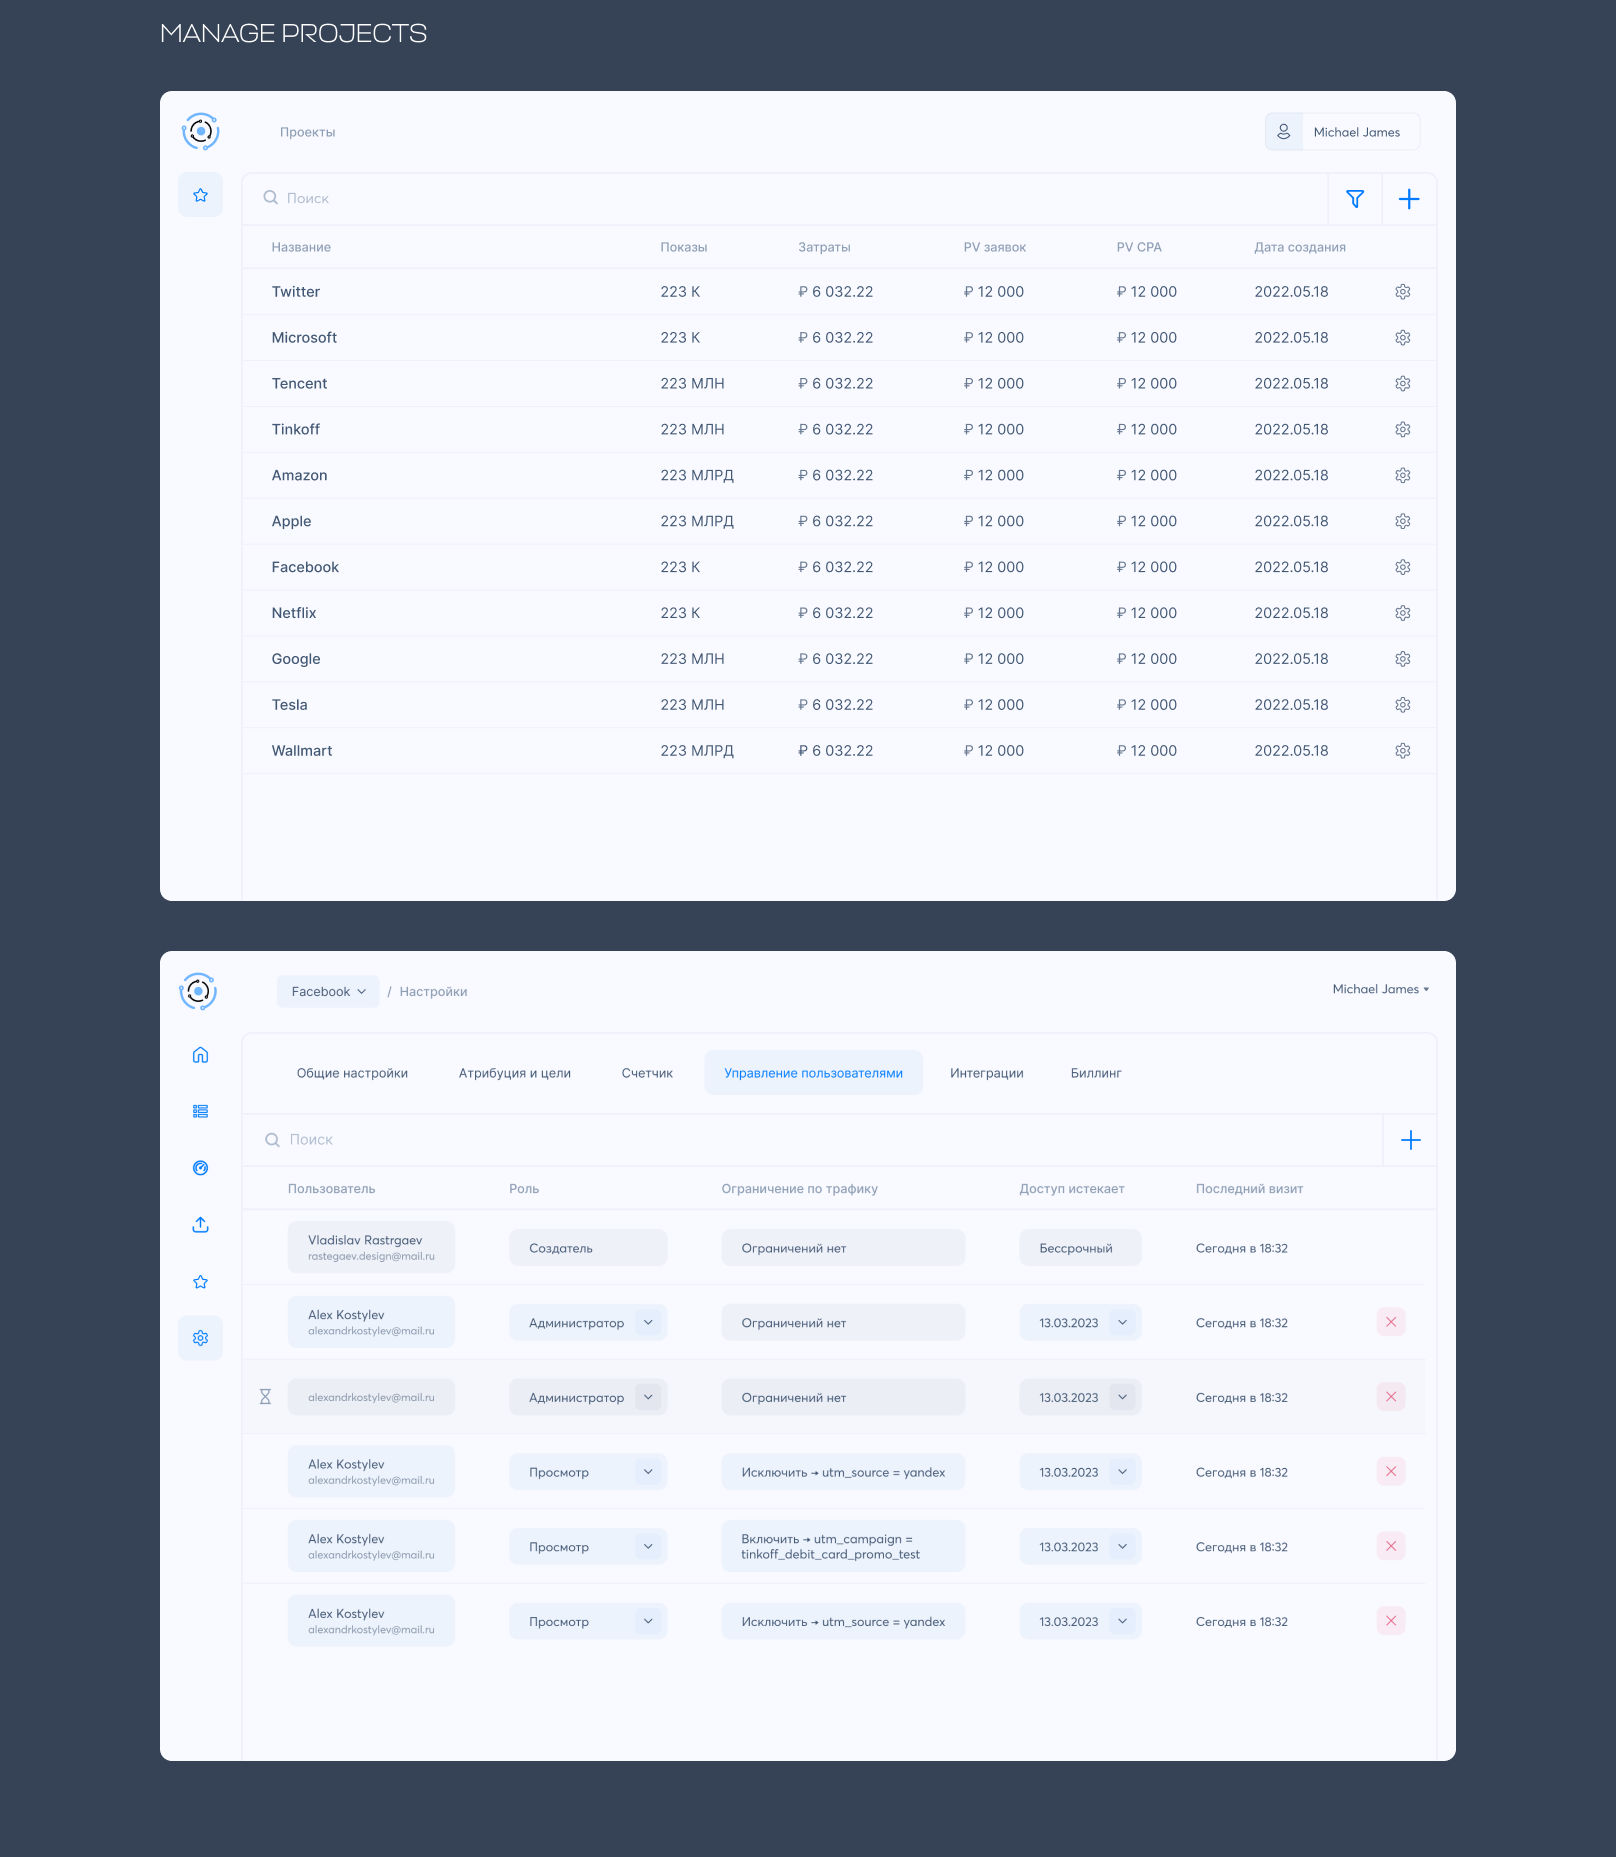 MANAGE PROJECTS
Проекты
Michael James
Поиск
Название Показы Затраты PV заявок PV CPA Дата создания
Twitter 223 К ₽ 6 032.22 ₽ 12 000 ₽ 12 000 2022.05.18
Microsoft 223 К ₽ 6 032.22 ₽ 12 000 ₽ 12 000 2022.05.18
Tencent 223 МЛН ₽ 6 032.22 ₽ 12 000 ₽ 12 000 2022.05.18
Tinkoff 223 МЛН ₽ 6 032.22 ₽ 12 000 ₽ 12 000 2022.05.18
Amazon 223 МЛРД ₽ 6 032.22 ₽ 12 000 ₽ 12 000 2022.05.18
Apple 223 МЛРД ₽ 6 032.22 ₽ 12 000 ₽ 12 000 2022.05.18
Facebook 223 К ₽ 6 032.22 ₽ 12 000 ₽ 12 000 2022.05.18
Netflix 223 К ₽ 6 032.22 ₽ 12 000 ₽ 12 000 2022.05.18
Google 223 МЛН ₽ 6 032.22 ₽ 12 000 ₽ 12 000 2022.05.18
Tesla 223 МЛН ₽ 6 032.22 ₽ 12 000 ₽ 12 000 2022.05.18
Wallmart 223 МЛРД ₽ 6 032.22 ₽ 12 000 ₽ 12 000 2022.05.18
Facebook / Настройки
Michael James
Общие настройки Атрибуция и цели Счетчик Управление пользователями Интеграции Биллинг
Поиск
Пользователь Роль Ограничение по трафику Доступ истекает Последний визит
Vladislav Rastrgaev
rastegaev.design@mail.ru
Создатель Ограничений нет Бессрочный Сегодня в 18:32
Alex Kostylev
alexandrkostylev@mail.ru
Администратор Ограничений нет 13.03.2023 Сегодня в 18:32
alexandrkostylev@mail.ru Администратор Ограничений нет 13.03.2023 Сегодня в 18:32
Alex Kostylev
alexandrkostylev@mail.ru
Просмотр Исключить → utm_source = yandex 13.03.2023 Сегодня в 18:32
Alex Kostylev
alexandrkostylev@mail.ru
Просмотр
Включить → utm_campaign =
tinkoff_debit_card_promo_test
13.03.2023 Сегодня в 18:32
Alex Kostylev
alexandrkostylev@mail.ru
Просмотр Исключить → utm_source = yandex 13.03.2023 Сегодня в 18:32